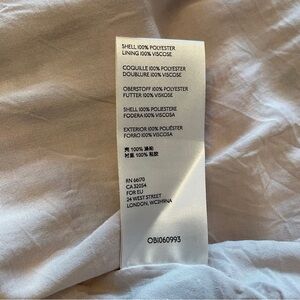 SHELL 100% POLYESTER
LINING 100% VISCOSE
COQUILLE 100% POLYESTER
DOUBLURE 100% VISCOSE
OBERSTOFF 100% POLYESTER
FUTTER 100% VISKOSE
SHELL 100% POLIESTERE
FODERA 100% VISCOSA
EXTERIOR 100% POLIÉSTER
FORRO 100% VISCOSA
100%
100%
RN 6670
CA 32054
FOR EU
24 WEST STREET
LONDON, WC2H9NA
OBI060993